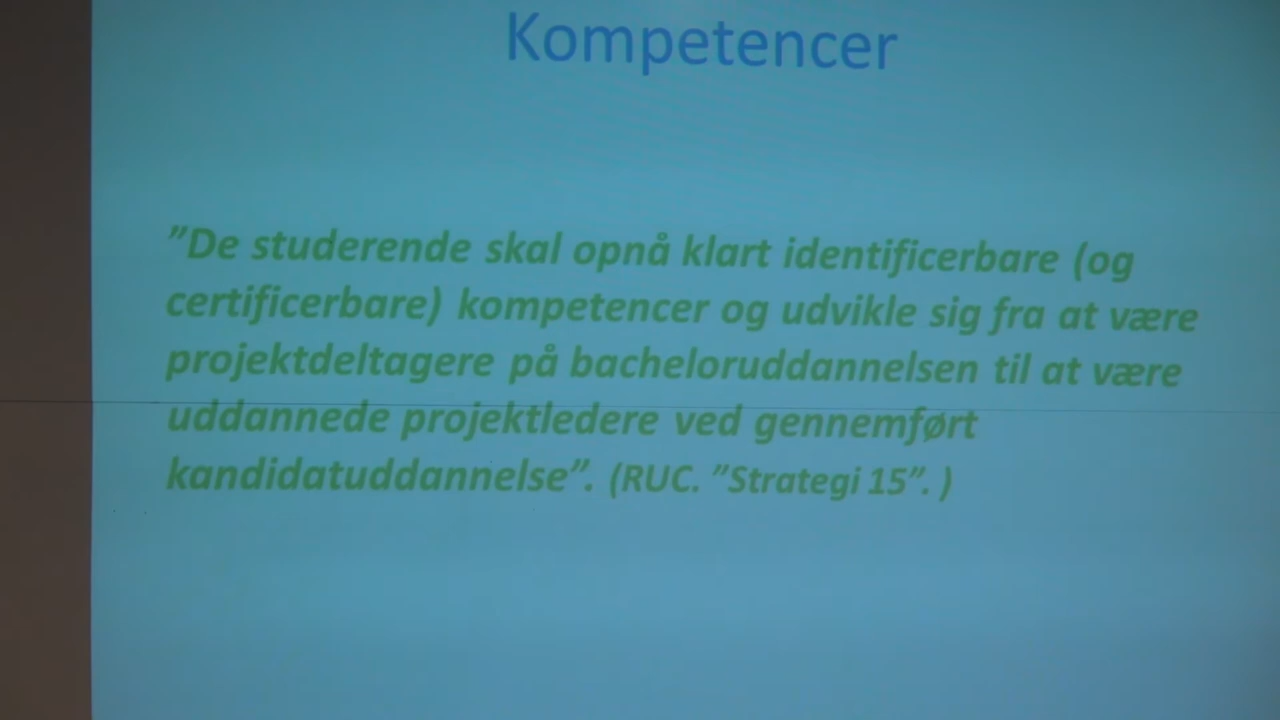 Kompetencer
”De studerende skal opnå klart identificerbare (og
certificerbare) kompetencer og udvikle sig fra at være
projektdeltagere på bacheloruddannelsen til at være
uddannede projektledere ved gennemført
kandidatuddannelse”. (RUC. ”Strategi 15”. )